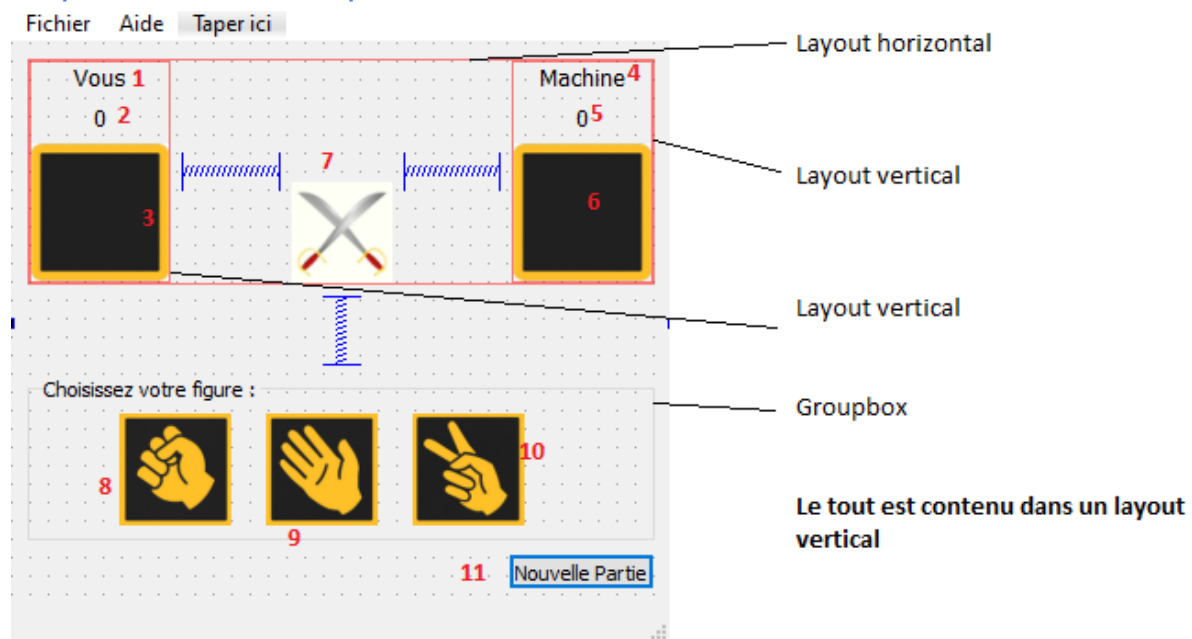 Fichier Aide Taper ici
Layout horizontal
Vous 1
Machine 4
0 2
0 5
7
Layout vertical
3
6
Layout vertical
Choisissez votre figure :
Groupbox
8
10
9
Le tout est contenu dans un layout
vertical
11 Nouvelle Partie